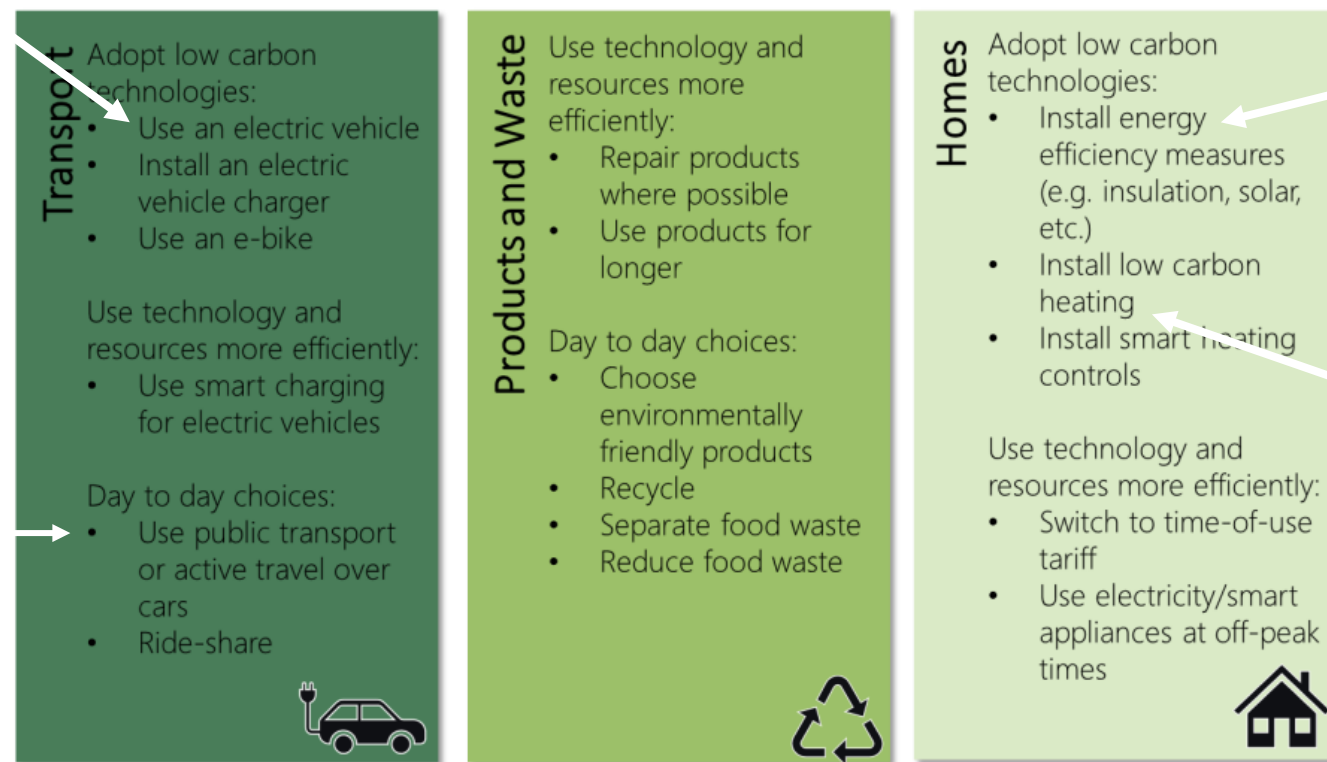 Transport
Adopt low carbon
technologies:
• Use an electric vehicle
• Install an electric
vehicle charger
• Use an e-bike
Use technology and
resources more efficiently:
• Use smart charging
for electric vehicles
Day to day choices:
• Use public transport
or active travel over
cars
• Ride-share
Products and Waste
Use technology and
resources more
efficiently:
• Repair products
where possible
• Use products for
longer
Day to day choices:
• Choose
environmentally
friendly products
• Recycle
• Separate food waste
• Reduce food waste
Homes
Adopt low carbon
technologies:
• Install energy
efficiency measures
(e.g. insulation, solar,
etc.)
• Install low carbon
heating
• Install smart heating
controls
Use technology and
resources more efficiently:
• Switch to time-of-use
tariff
• Use electricity/smart
appliances at off-peak
times